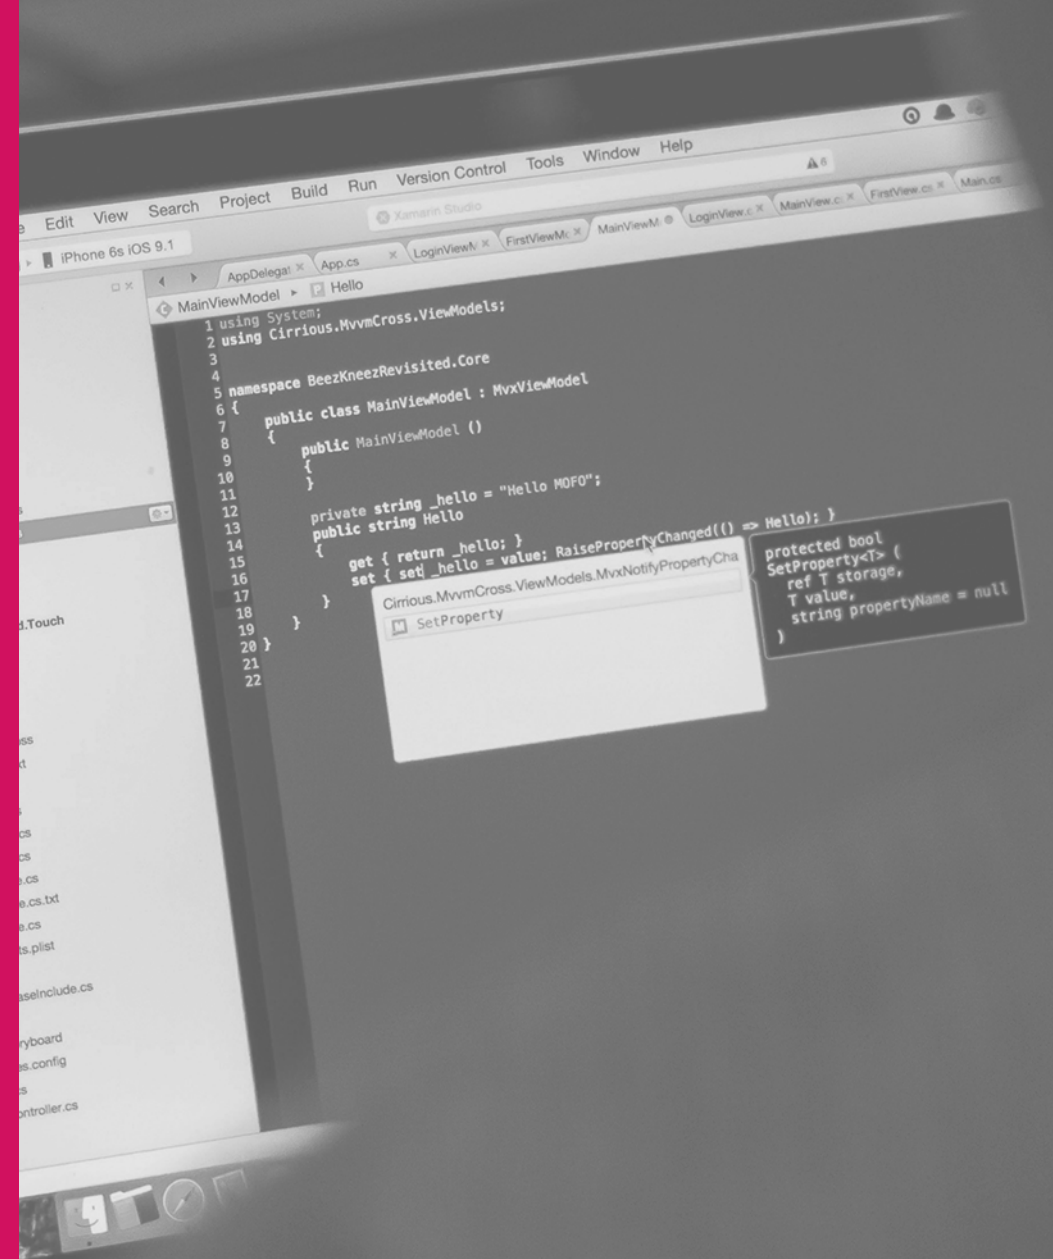 Edit View Search Project Build Run Version Control Tools Window Help
iPhone 6s iOS 9.1
Xamarin Studio
6
AppDelegat App.cs LoginViewM FirstViewMo MainViewM LoginView.c MainView.c FirstView.cs Main.cs
MainViewModel Hello
1 using System;
2 using Cirrious.MvvmCross.ViewModels;
3
4
5 namespace BeezKneezRevisited.Core
6 {
7 public class MainViewModel : MvxViewModel
8 {
9 public MainViewModel ()
10 {
11 }
12
13 private string _hello = "Hello MOFO";
14 public string Hello
15 {
16 get { return _hello; }
17 set { set _hello = value; RaisePropertyChanged(() => Hello); }
18 }
19 }
20 }
21
22
Cirrious.MvvmCross.ViewModels.MvxNotifyPropertyCha
SetProperty
protected bool
SetProperty<T> (
ref T storage,
T value,
string propertyName = null
)
.Touch
ss
xt
cs
cs
e.cs
e.cs.txt
e.cs
ts.plist
aseInclude.cs
ryboard
es.config
s
ontroller.cs